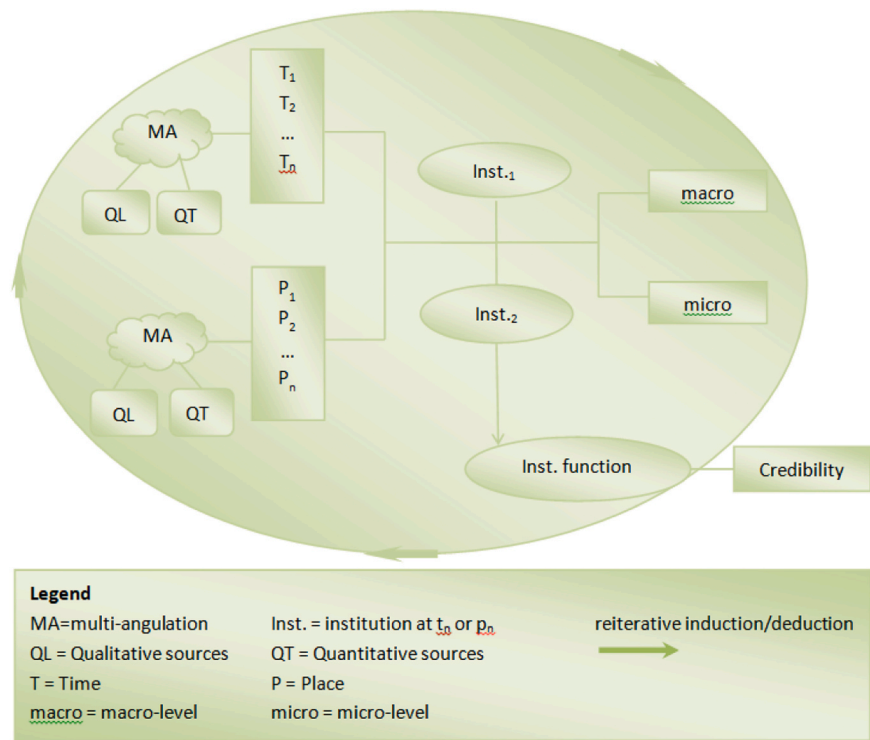 MA
QL
QT
T₁
T₂
...
Tₙ
MA
QL
QT
P₁
P₂
...
Pₙ
Inst.₁
Inst.₂
macro
micro
Inst. function
Credibility
Legend
MA=multi-angulation
Inst. = institution at tₙ or pₙ
reiterative induction/deduction
QL = Qualitative sources
QT = Quantitative sources
T = Time
P = Place
macro = macro-level
micro = micro-level